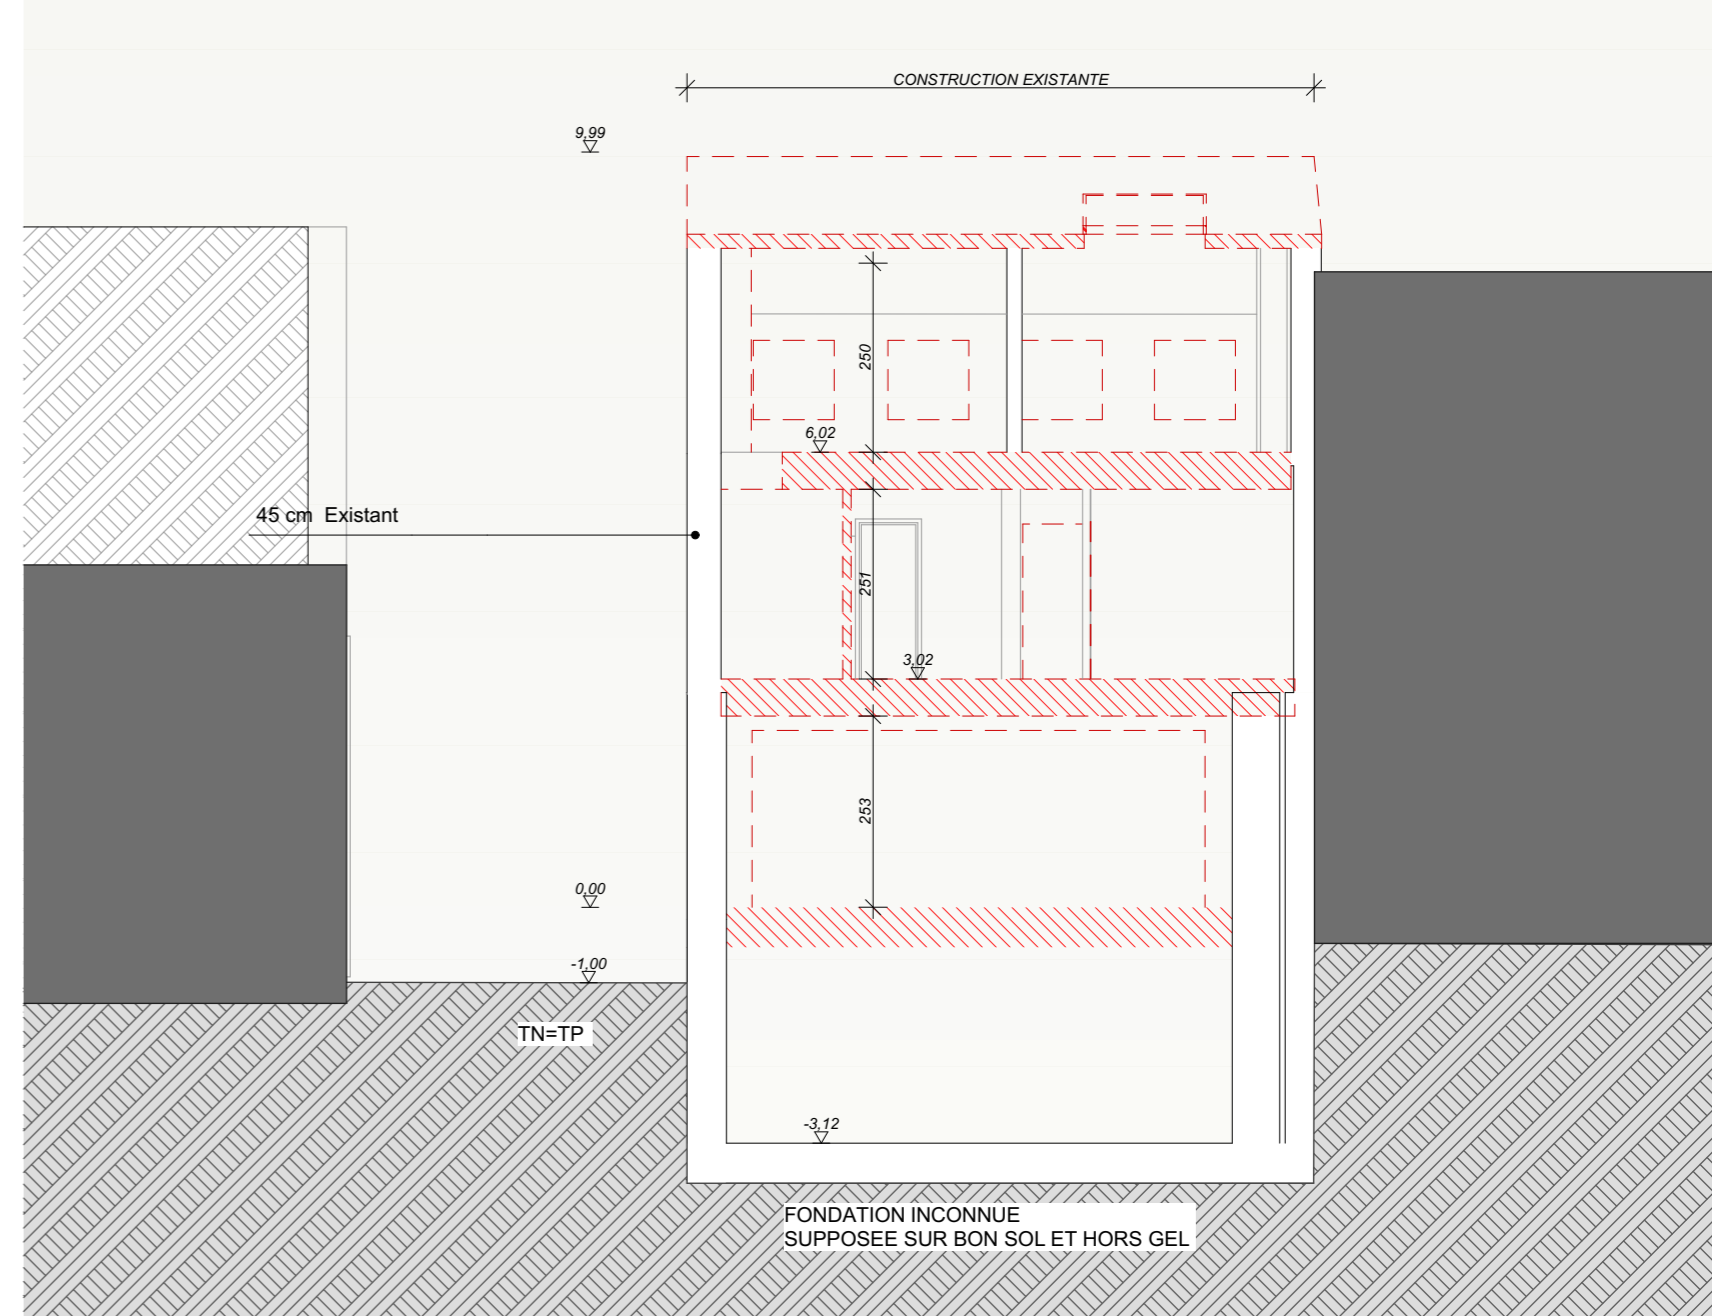 CONSTRUCTION EXISTANTE
9,99
250
6,02
45 cm  Existant
251
3,02
253
0,00
-1,00
TN=TP
-3,12
FONDATION INCONNUE
SUPPOSEE SUR BON SOL ET HORS GEL